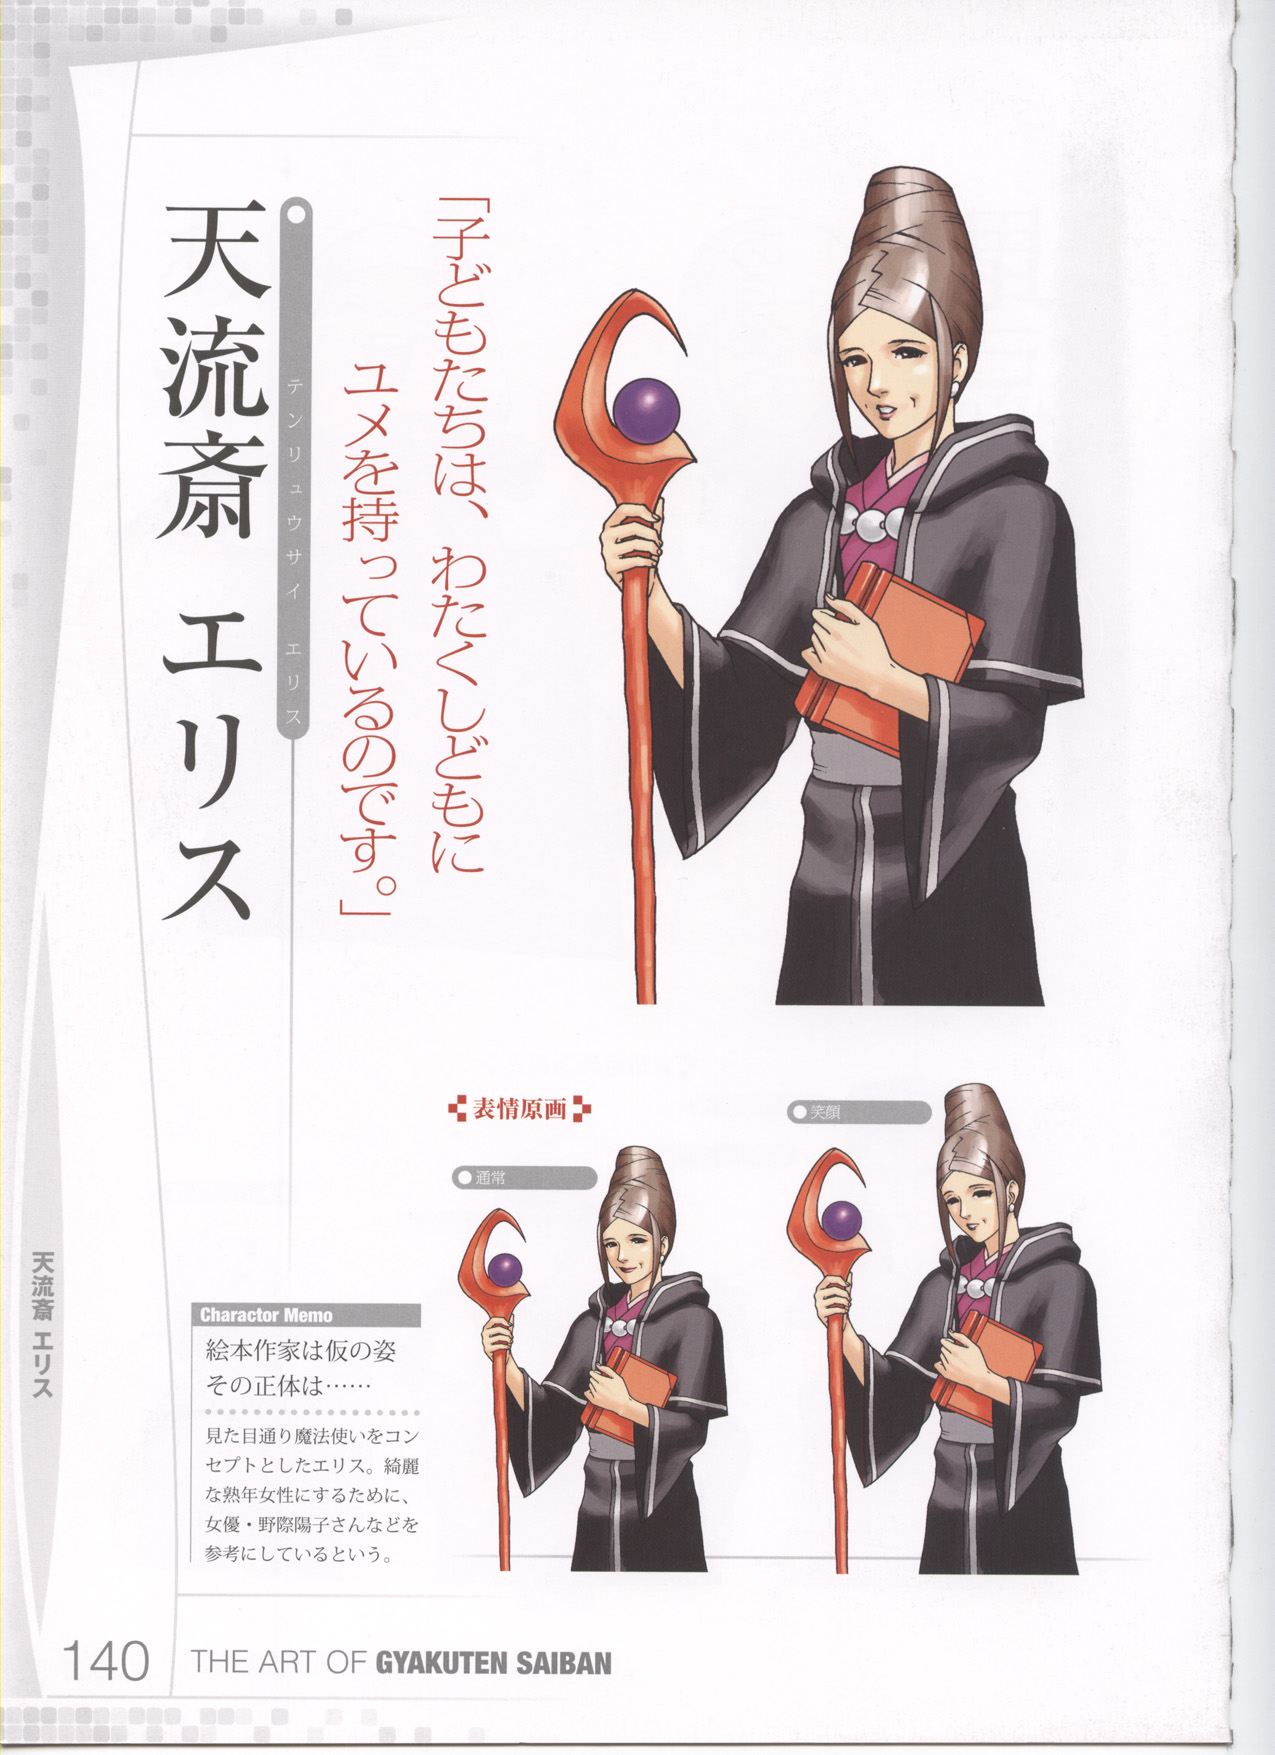 天流斎 エリス
テンリュウサイ エリス
「子どもたちは、わたくしどもに
ユメを持っているのです。」
表情原画
通常
笑顔
Charactor Memo
絵本作家は仮の姿
その正体は……
見た目通り魔法使いをコン
セプトとしたエリス。綺麗
な熟年女性にするために、
女優・野際陽子さんなどを
参考にしているという。
天流斎 エリス
140
THE ART OF GYAKUTEN SAIBAN